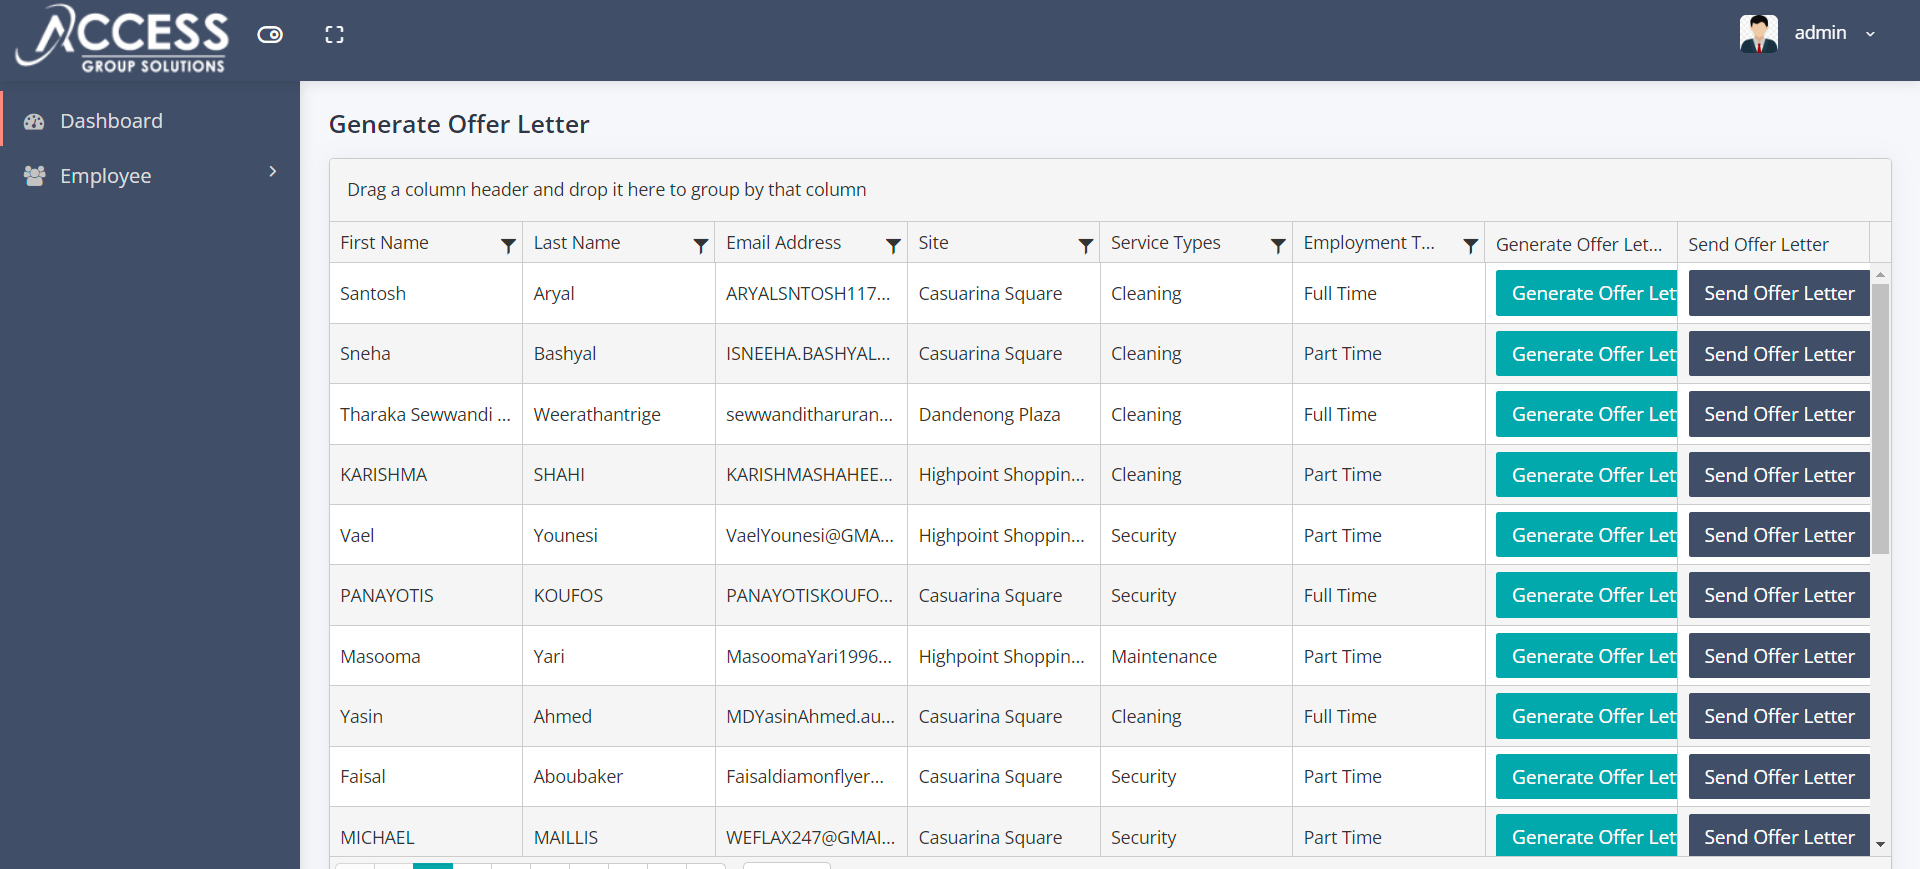 ACCESS
GROUP SOLUTIONS
admin
Dashboard
Employee
Generate Offer Letter
Drag a column header and drop it here to group by that column
First Name Last Name Email Address Site Service Types Employment T... Generate Offer Let... Send Offer Letter
Santosh Aryal ARYALSNTOSH117... Casuarina Square Cleaning Full Time Generate Offer Let Send Offer Letter
Sneha Bashyal ISNEEHA.BASHYAL... Casuarina Square Cleaning Part Time Generate Offer Let Send Offer Letter
Tharaka Sewwandi ... Weerathantrige sewwanditharuran... Dandenong Plaza Cleaning Full Time Generate Offer Let Send Offer Letter
KARISHMA SHAHI KARISHMASHAHEE... Highpoint Shoppin... Cleaning Part Time Generate Offer Let Send Offer Letter
Vael Younesi VaelYounesi@GMA... Highpoint Shoppin... Security Part Time Generate Offer Let Send Offer Letter
PANAYOTIS KOUFOS PANAYOTISKOUFO... Casuarina Square Security Full Time Generate Offer Let Send Offer Letter
Masooma Yari MasoomaYari1996... Highpoint Shoppin... Maintenance Part Time Generate Offer Let Send Offer Letter
Yasin Ahmed MDYasinAhmed.au... Casuarina Square Cleaning Full Time Generate Offer Let Send Offer Letter
Faisal Aboubaker Faisaldiamonflyer... Casuarina Square Security Part Time Generate Offer Let Send Offer Letter
MICHAEL MAILLIS WEFLAX247@GMAI... Casuarina Square Security Part Time Generate Offer Let Send Offer Letter